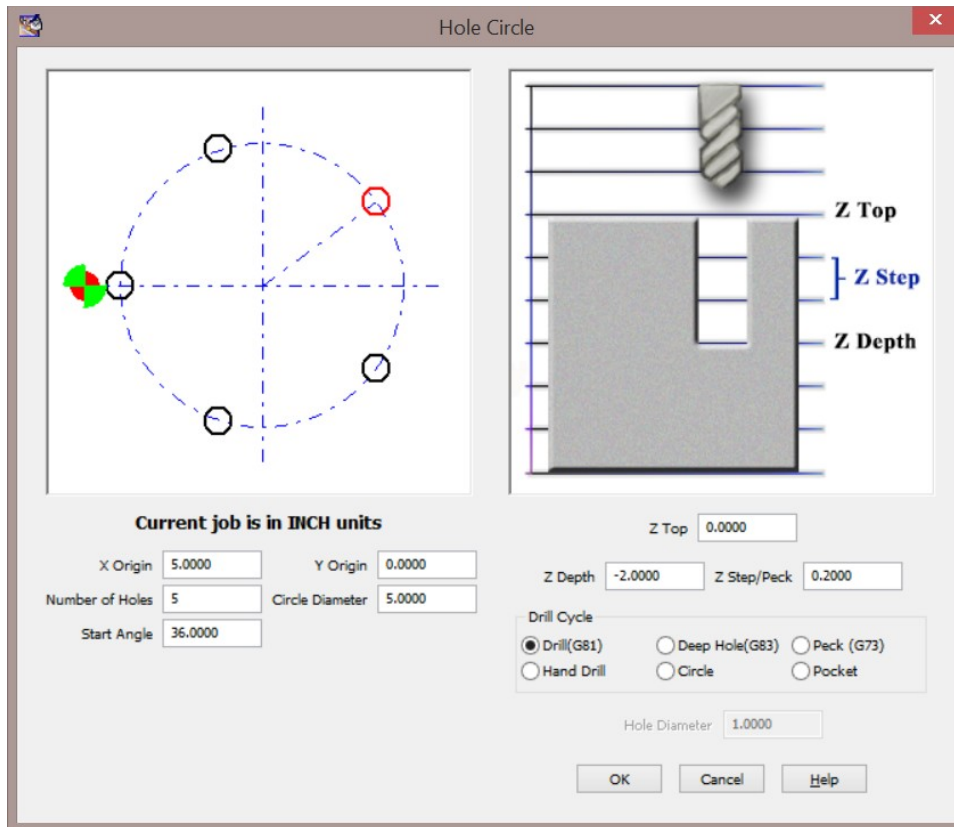 Hole Circle
Z Top
Z Step
Z Depth
Current job is in INCH units
X Origin 5.0000 Y Origin 0.0000
Number of Holes 5 Circle Diameter 5.0000
Start Angle 36.0000
Z Top 0.0000
Z Depth -2.0000 Z Step/Peck 0.2000
Drill Cycle
Drill(G81) Deep Hole(G83) Peck (G73)
Hand Drill Circle Pocket
Hole Diameter 1.0000
OK Cancel Help